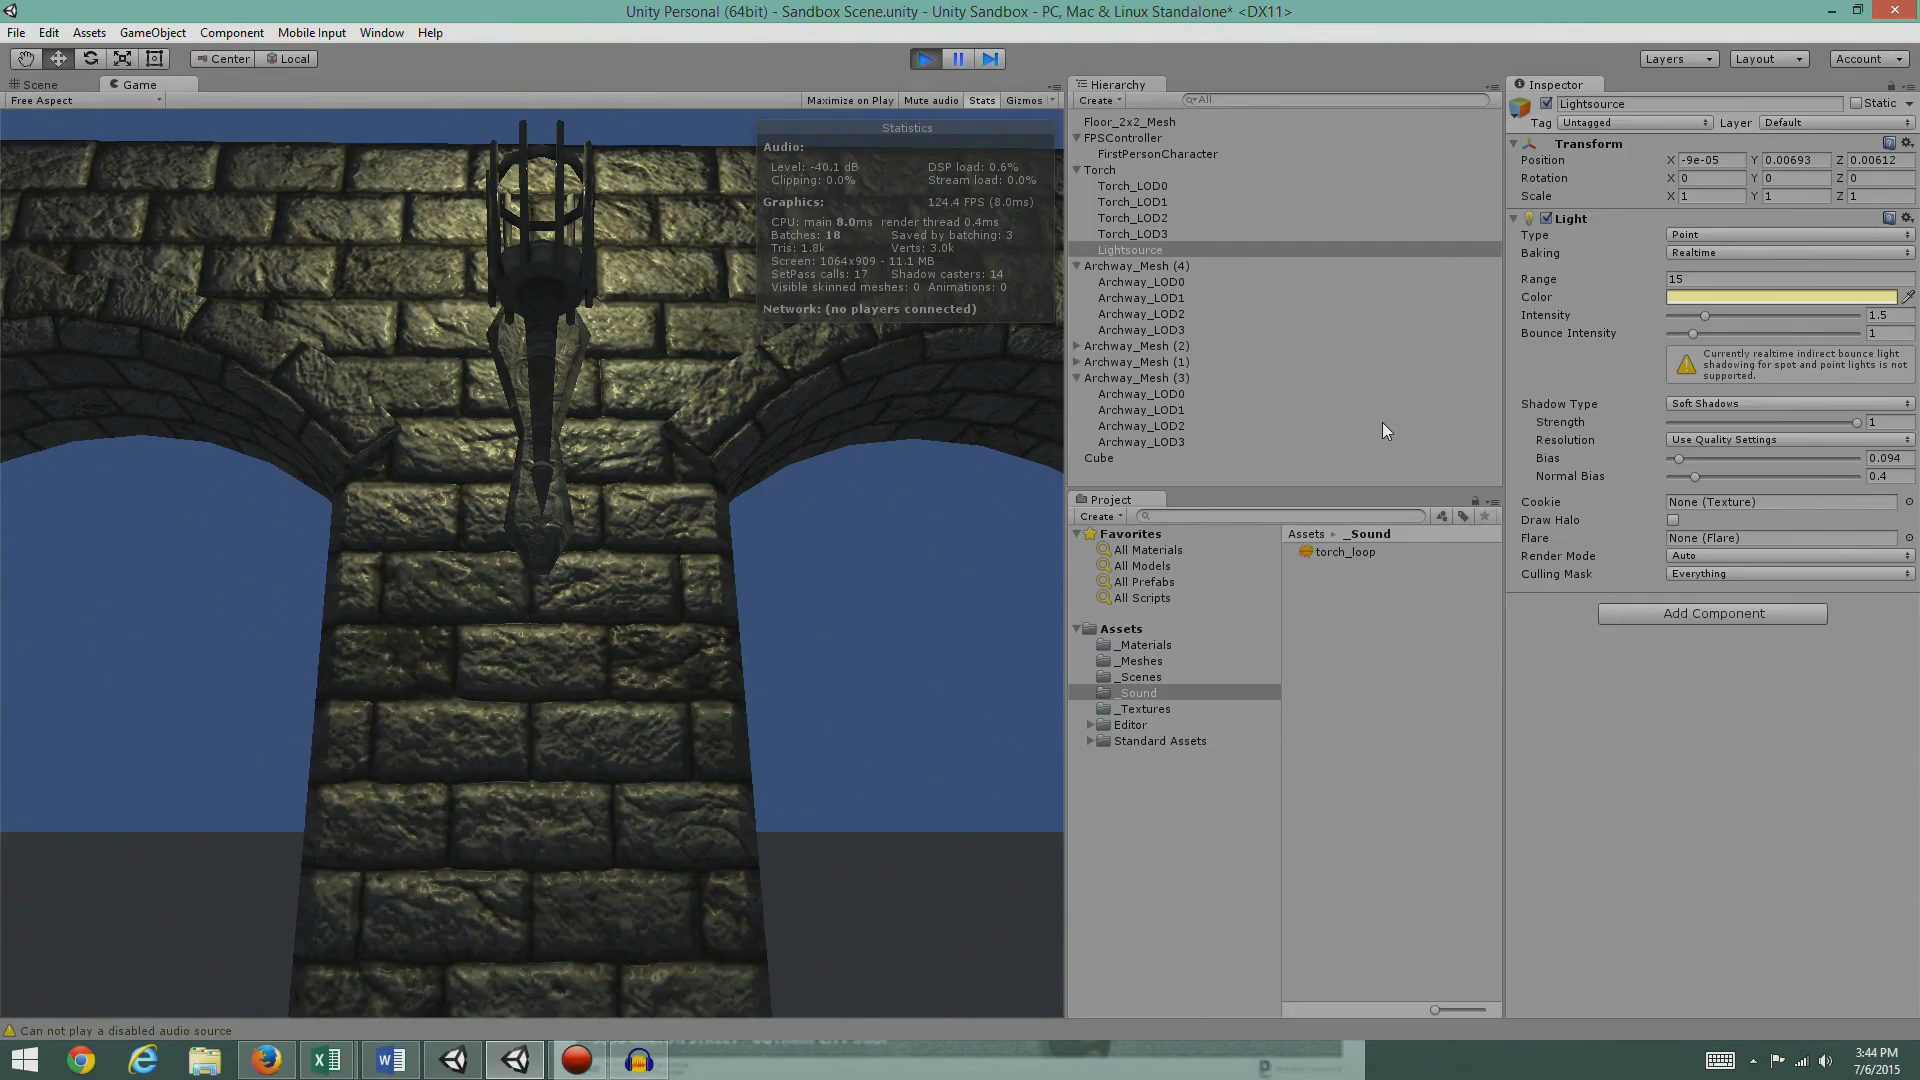 Unity Personal (64bit) - Sandbox Scene.unity - Unity Sandbox - PC, Mac & Linux Standalone* <DX11>
File Edit Assets GameObject Component Mobile Input Window Help
Center Local
Layers Layout Account
Scene Game
Free Aspect Maximize on Play Mute audio Stats Gizmos
Statistics
Audio:
Level: -40.1 dB DSP load: 0.6%
Clipping: 0.0% Stream load: 0.0%
Graphics: 124.4 FPS (8.0ms)
CPU: main 8.0ms render thread 0.4ms
Batches: 18 Saved by batching: 3
Tris: 1.8k Verts: 3.0k
Screen: 1064x909 - 11.1 MB
SetPass calls: 17 Shadow casters: 14
Visible skinned meshes: 0 Animations: 0
Network: (no players connected)
Hierarchy
Create All
Floor_2x2_Mesh
FPSController
FirstPersonCharacter
Torch
Torch_LOD0
Torch_LOD1
Torch_LOD2
Torch_LOD3
Lightsource
Archway_Mesh (4)
Archway_LOD0
Archway_LOD1
Archway_LOD2
Archway_LOD3
Archway_Mesh (2)
Archway_Mesh (1)
Archway_Mesh (3)
Archway_LOD0
Archway_LOD1
Archway_LOD2
Archway_LOD3
Cube
Project
Create
Favorites
All Materials
All Models
All Prefabs
All Scripts
Assets
_Materials
_Meshes
_Scenes
_Sound
_Textures
Editor
Standard Assets
Assets _Sound
torch_loop
Inspector
Lightsource Static
Tag Untagged Layer Default
Transform
Position X -9e-05 Y 0.00693 Z 0.00612
Rotation X 0 Y 0 Z 0
Scale X 1 Y 1 Z 1
Light
Type Point
Baking Realtime
Range 15
Color
Intensity 1.5
Bounce Intensity 1
Currently realtime indirect bounce light
shadowing for spot and point lights is not
supported.
Shadow Type Soft Shadows
Strength 1
Resolution Use Quality Settings
Bias 0.094
Normal Bias 0.4
Cookie None (Texture)
Draw Halo
Flare None (Flare)
Render Mode Auto
Culling Mask Everything
Add Component
Can not play a disabled audio source
3:44 PM
7/6/2015